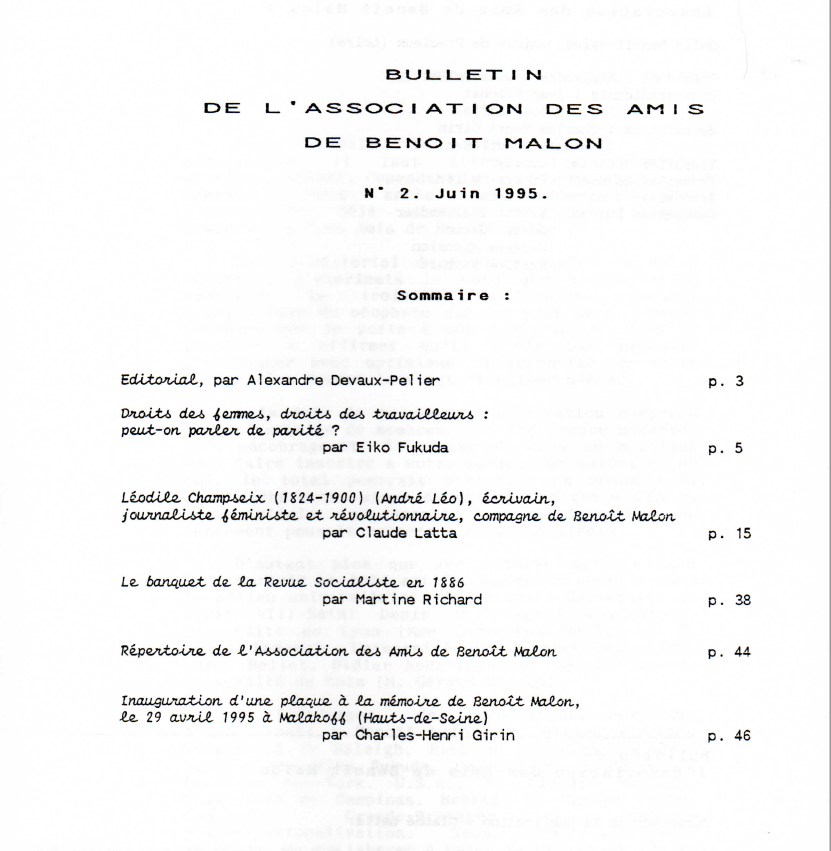 BULLETIN
DE L'ASSOCIATION DES AMIS
DE BENOIT MALON
N° 2. Juin 1995.
Sommaire :
Editorial, par Alexandre Devaux-Pelier p. 3
Droits des femmes, droits des travailleurs :
peut-on parler de parité ?
par Eiko Fukuda p. 5
Léodile Champseix (1824-1900) (André Léo), écrivain,
journaliste féministe et révolutionnaire, compagne de Benoît Malon
par Claude Latta p. 15
Le banquet de la Revue Socialiste en 1886
par Martine Richard p. 38
Répertoire de l'Association des Amis de Benoît Malon p. 44
Inauguration d'une plaque à la mémoire de Benoît Malon,
le 29 avril 1995 à Malakoff (Hauts-de-Seine)
par Charles-Henri Girin p. 46